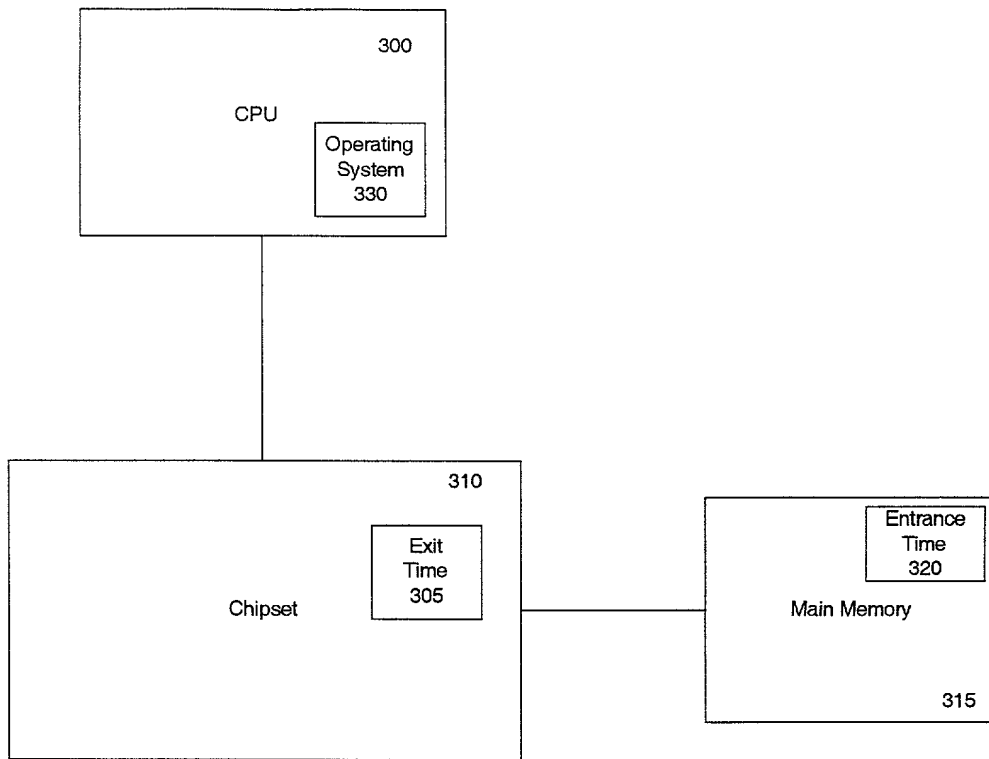 300
CPU
Operating
System
330
310
Exit
Time
305
Chipset
Entrance
Time
320
Main Memory
315